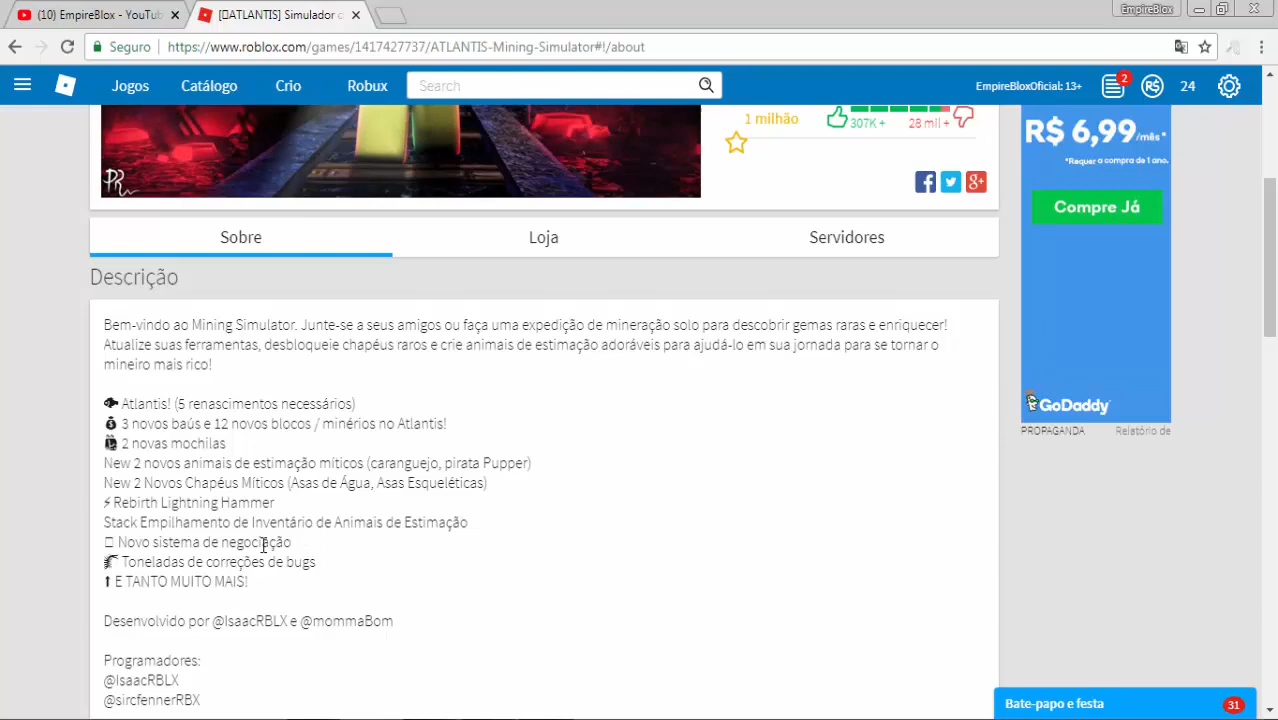 (10) EmpireBlox - YouTu
[ATLANTIS] Simulador c
EmpireBlox
Seguro
https://www.roblox.com/games/1417427737/ATLANTIS-Mining-Simulator#!/about
Jogos
Catálogo
Crio
Robux
Search
EmpireBloxOficial: 13+
2
R$
24
1 milhão
307K +
28 mil +
R$ 6,99/mês *
*Requer a compra de 1 ano.
Compre Já
GoDaddy
PROPAGANDA
Relatório de
Sobre
Loja
Servidores
Descrição
Bem-vindo ao Mining Simulator. Junte-se a seus amigos ou faça uma expedição de mineração solo para descobrir gemas raras e enriquecer!
Atualize suas ferramentas, desbloqueie chapéus raros e crie animais de estimação adoráveis para ajudá-lo em sua jornada para se tornar o
mineiro mais rico!
Atlantis! (5 renascimentos necessários)
3 novos baús e 12 novos blocos / minérios no Atlantis!
2 novas mochilas
New 2 novos animais de estimação míticos (caranguejo, pirata Pupper)
New 2 Novos Chapéus Míticos (Asas de Água, Asas Esqueléticas)
⚡Rebirth Lightning Hammer
Stack Empilhamento de Inventário de Animais de Estimação
Novo sistema de negociação
Toneladas de correções de bugs
⬆ E TANTO MUITO MAIS!
Desenvolvido por @IsaacRBLX e @mommaBom
Programadores:
@IsaacRBLX
@sircfennerRBX
Bate-papo e festa
31